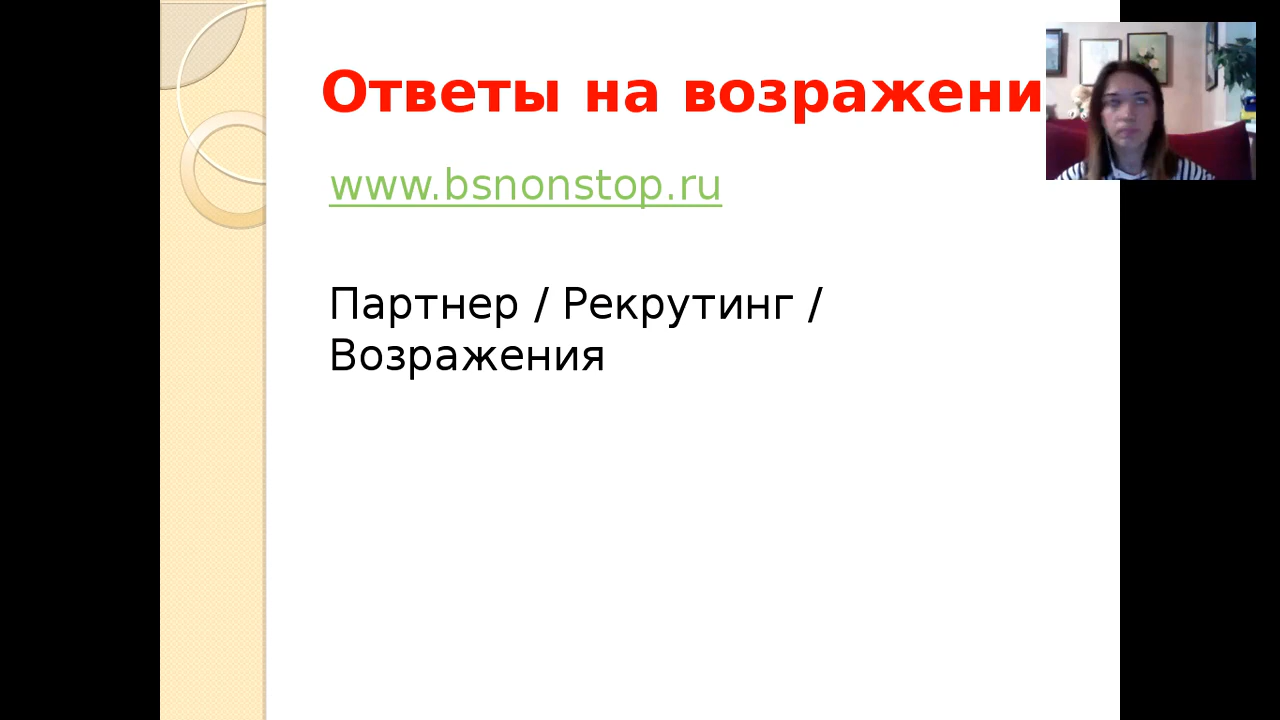 Ответы на возражени
www.bsnonstop.ru
Партнер / Рекрутинг /
Возражения